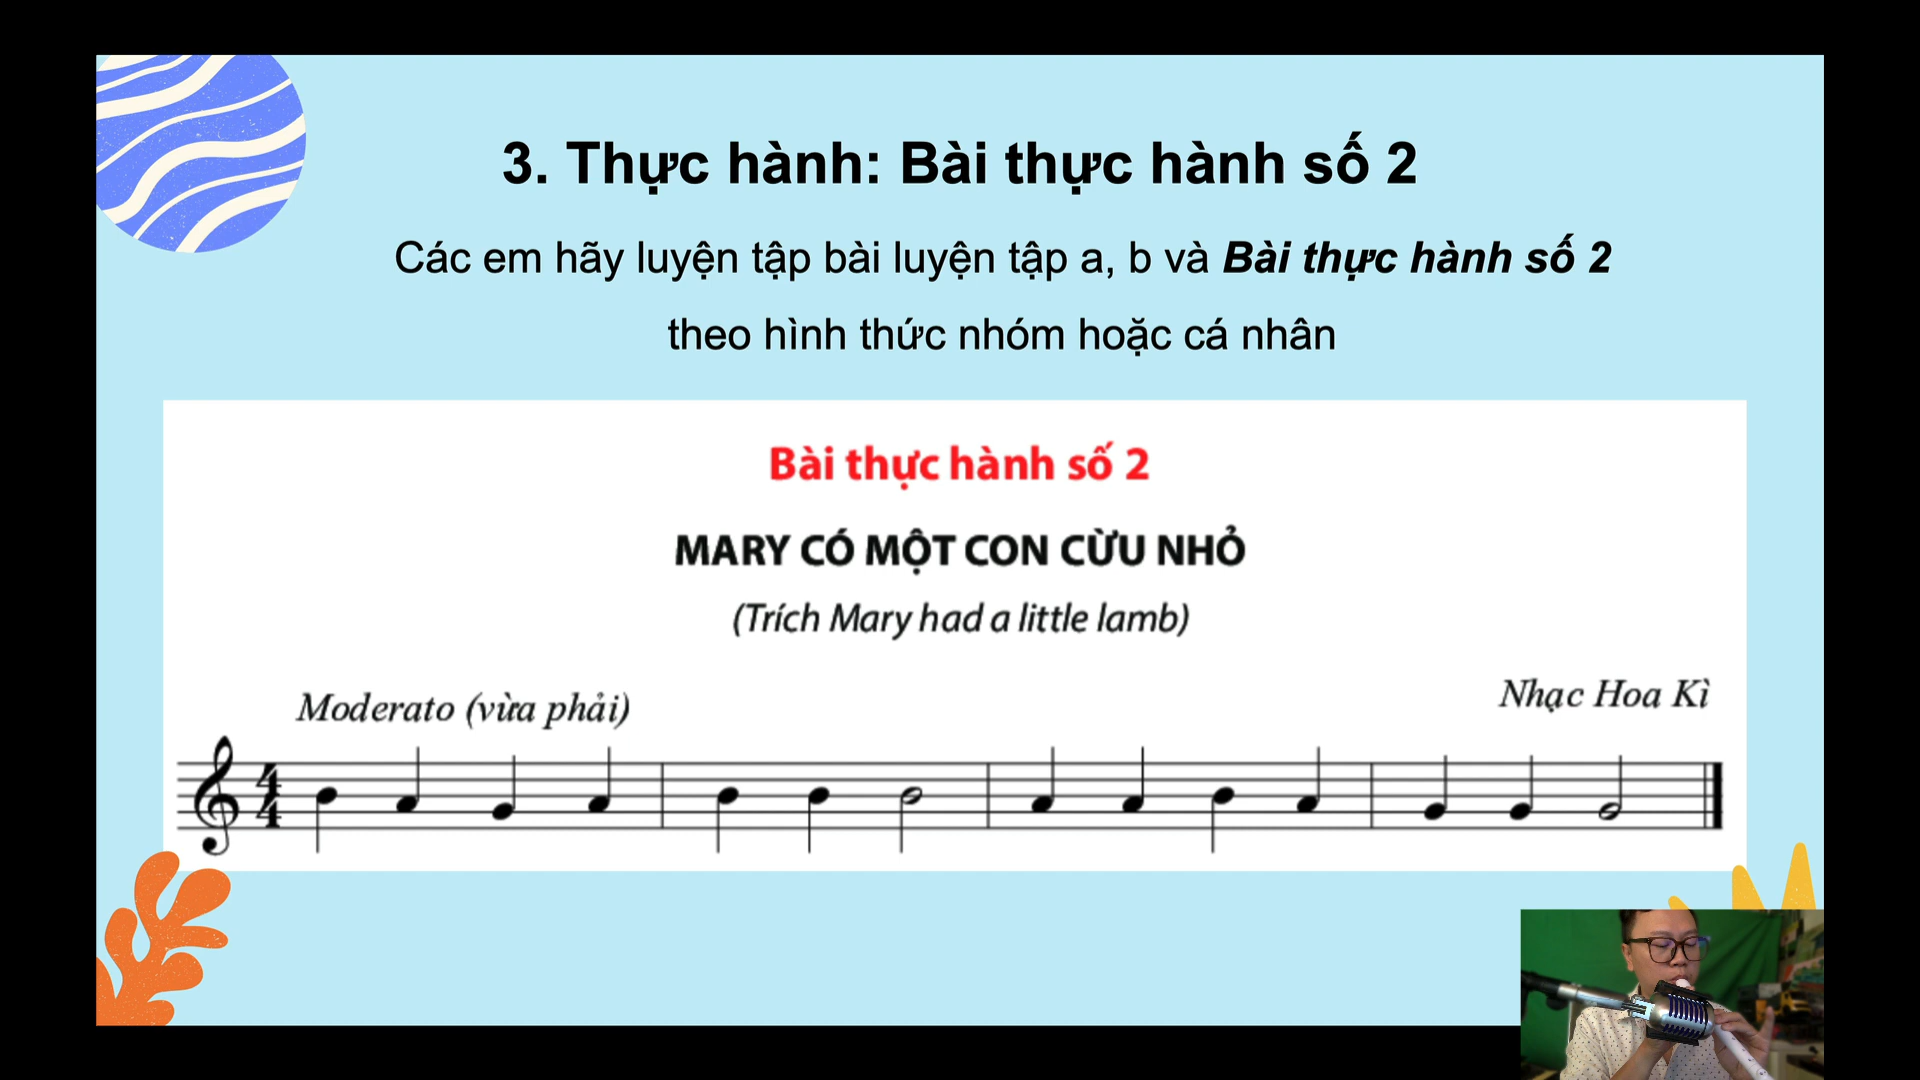 3. Thực hành: Bài thực hành số 2
Các em hãy luyện tập bài luyện tập a, b và Bài thực hành số 2
theo hình thức nhóm hoặc cá nhân
Bài thực hành số 2
MARY CÓ MỘT CON CỪU NHỎ
(Trích Mary had a little lamb)
Moderato (vừa phải)
Nhạc Hoa Kì
4
4